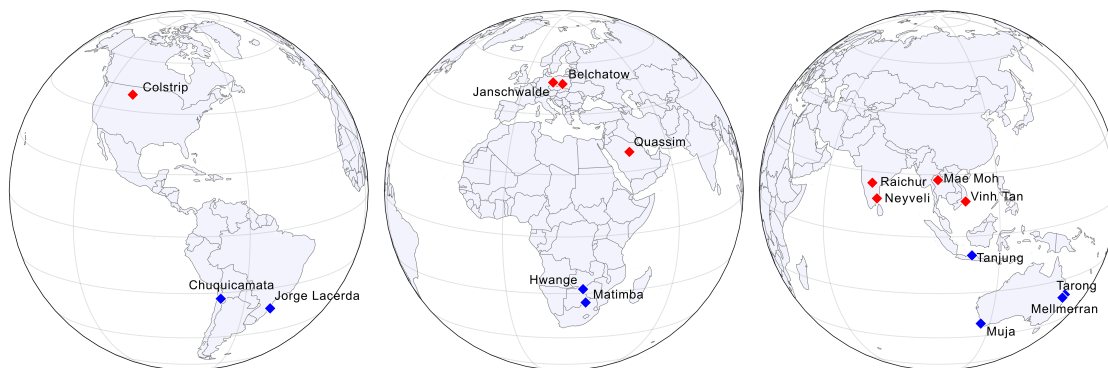 Colstrip
Chuquicamata
Jorge Lacerda
Belchatow
Janschwalde
Quassim
Hwange
Matimba
Raichur
Mae Moh
Neyveli
Vinh Tan
Tanjung
Tarong
Mellmerran
Muja